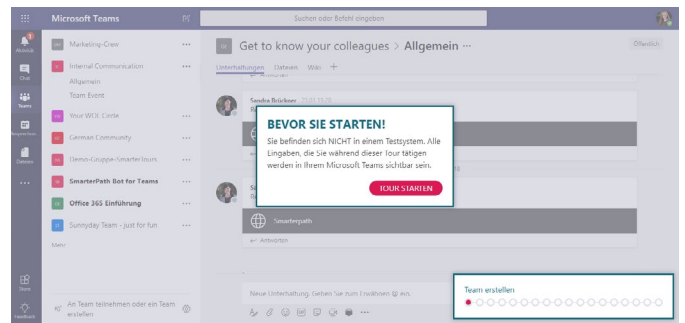 Microsoft Teams
Suchen oder Befehl eingeben
Aktivität
Chat
Teams
Dateien
Store
Feedback
Marketing-Crew
Internal Communication
Allgemein
Team Event
Your WDC Circle
German Community
Demo-Gruppe-SmarterTours
SmarterPath Bot for Teams
Office 365 Einführung
Sunnyday Team - just for fun
Mehr
An Team teilnehmen oder ein Team
erstellen
Get to know your colleagues > Allgemein
Öffentlich
Unterhaltungen Dateien Wiki +
Sandra Brückner
BEVOR SIE STARTEN!
Sie befinden sich NICHT in einem Testsystem. Alle
Eingaben, die Sie während dieser Tour tätigen
werden in Ihrem Microsoft Teams sichtbar sein.
TOUR STARTEN
Smarterpath
Antworten
Neue Unterhaltung. Geben Sie zum Erwähnen @ ein.
Team erstellen